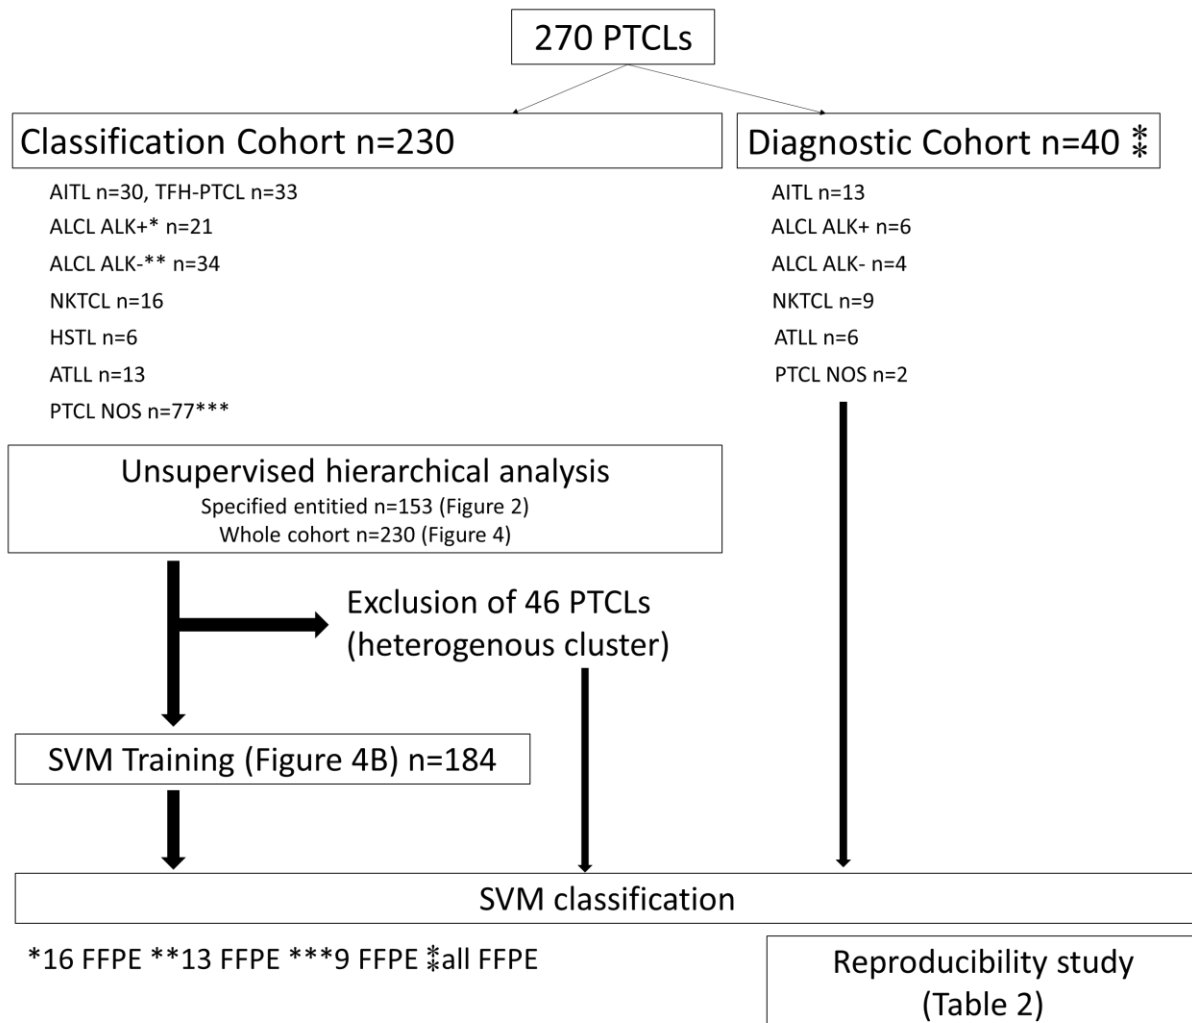 270 PTCLs
Classification Cohort n=230
Diagnostic Cohort n=40 ⁑
AITL n=30, TFH-PTCL n=33
ALCL ALK+* n=21
ALCL ALK-** n=34
NKTCL n=16
HSTL n=6
ATLL n=13
PTCL NOS n=77***
AITL n=13
ALCL ALK+ n=6
ALCL ALK- n=4
NKTCL n=9
ATLL n=6
PTCL NOS n=2
Unsupervised hierarchical analysis
Specified entitied n=153 (Figure 2)
Whole cohort n=230 (Figure 4)
Exclusion of 46 PTCLs
(heterogenous cluster)
SVM Training (Figure 4B) n=184
SVM classification
*16 FFPE **13 FFPE ***9 FFPE ⁑all FFPE
Reproducibility study
(Table 2)